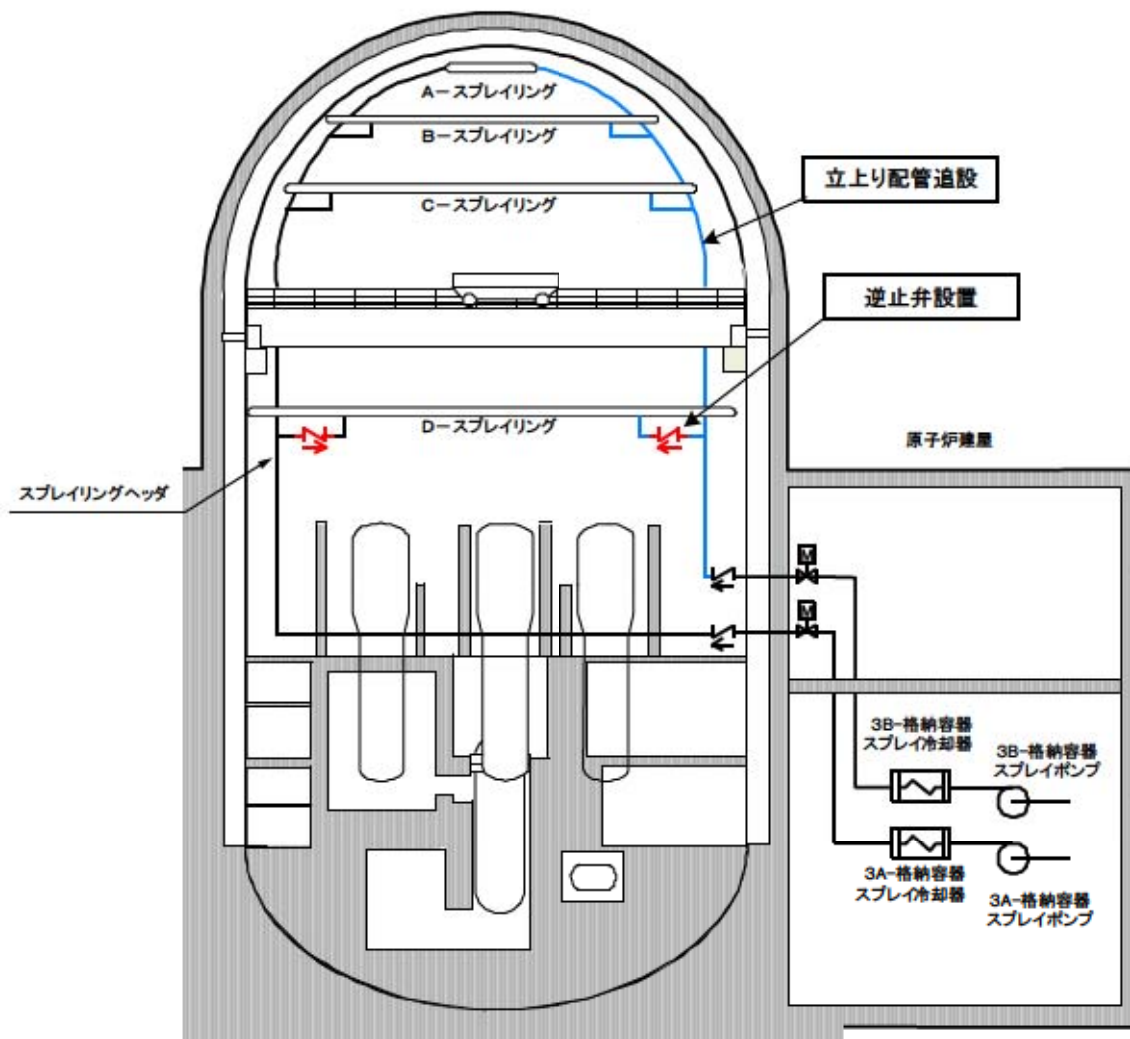 A－スプレイリング
B－スプレイリング
立上り配管追設
C－スプレイリング
逆止弁設置
D－スプレイリング
原子炉建屋
スプレイリングヘッダ
M
M
3B-格納容器
スプレイ冷却器
3B-格納容器
スプレイポンプ
3A-格納容器
スプレイ冷却器
3A-格納容器
スプレイポンプ